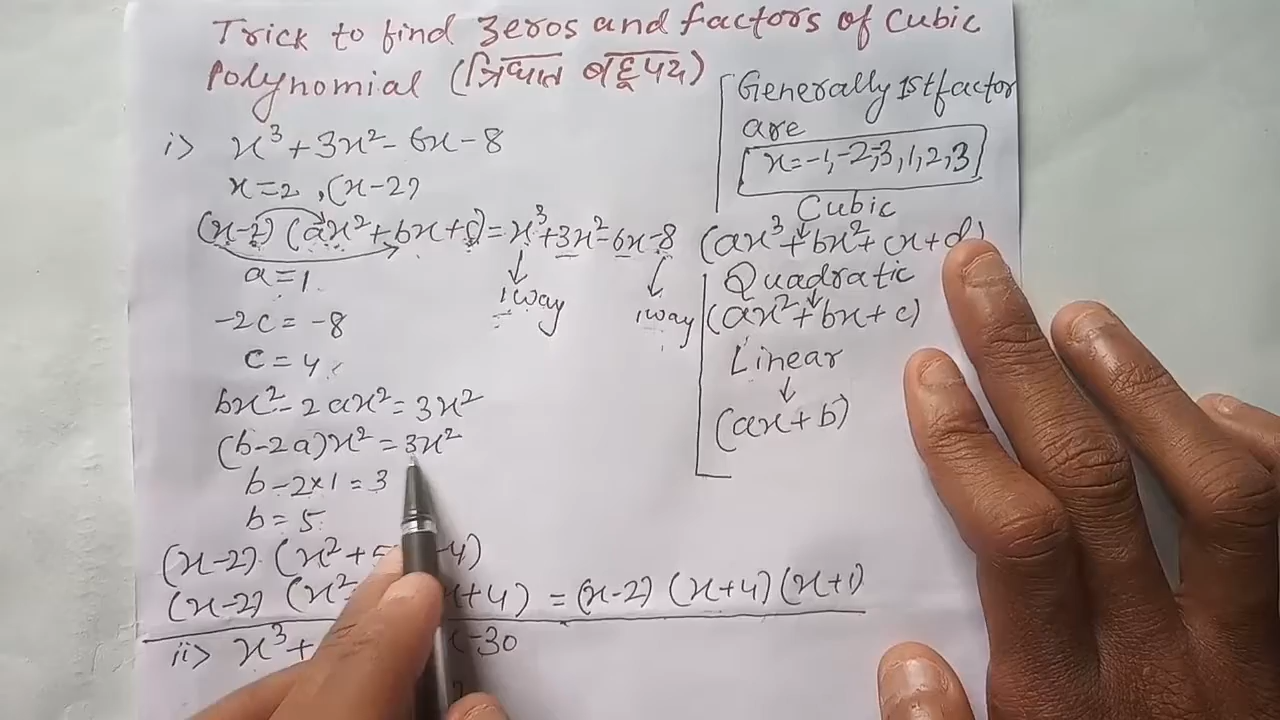 Trick to find zeros and factors of Cubic
Polynomial (त्रिघात बहुपद)
i> x³+3x²-6x-8
x=2, (x-2)
(x-2) (ax²+bx+c)=x³+3x²-6x-8
a=1
1way
1way
-2c=-8
c=4
bx²-2ax²=3x²
(b-2a)x²=3x²
b-2×1=3
b=5
(x-2) (x²+5 -4)
(x-2) (x² x+4) = (x-2) (x+4) (x+1)
ii> x³+ x-30
2
Generally 1st factor
are
x=-1,-2,-3,1,2,3
Cubic
(ax³+bx²+cx+d)
Quadratic
(ax²+bx+c)
Linear
(ax+b)